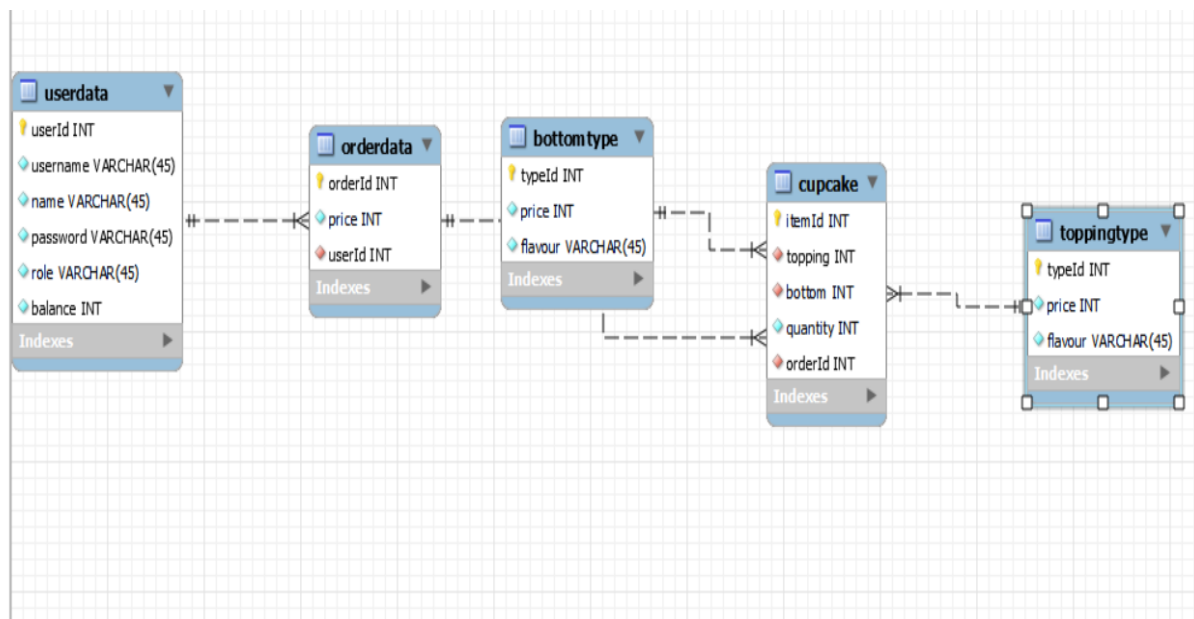 userdata
userId INT
username VARCHAR(45)
name VARCHAR(45)
password VARCHAR(45)
role VARCHAR(45)
balance INT
Indexes
orderdata
orderId INT
price INT
userId INT
Indexes
bottomtype
typeId INT
price INT
flavour VARCHAR(45)
Indexes
cupcake
itemId INT
topping INT
bottom INT
quantity INT
orderId INT
Indexes
toppingtype
typeId INT
price INT
flavour VARCHAR(45)
Indexes